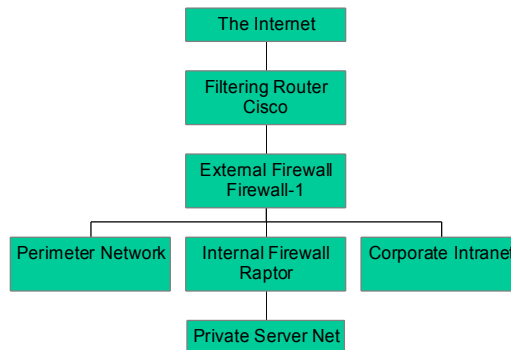 The Internet
Filtering Router
Cisco
External Firewall
Firewall-1
Perimeter Network
Internal Firewall
Raptor
Corporate Intranet
Private Server Net